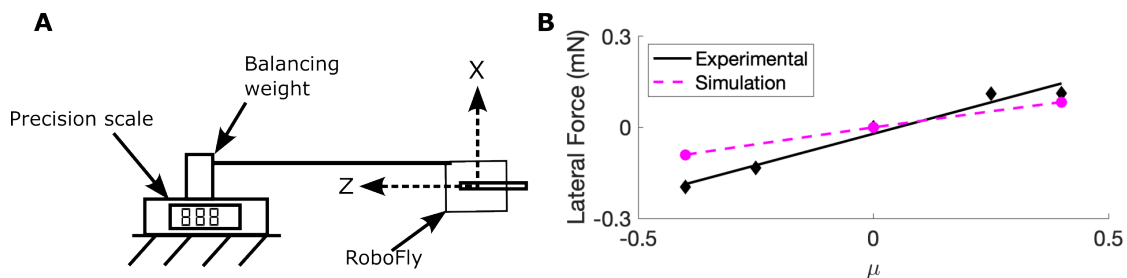 A
Balancing
weight
Precision scale
X
Z
888
RoboFly
B
Lateral Force (mN)
0.3
0
-0.3
Experimental
Simulation
-0.5
0
0.5
μ